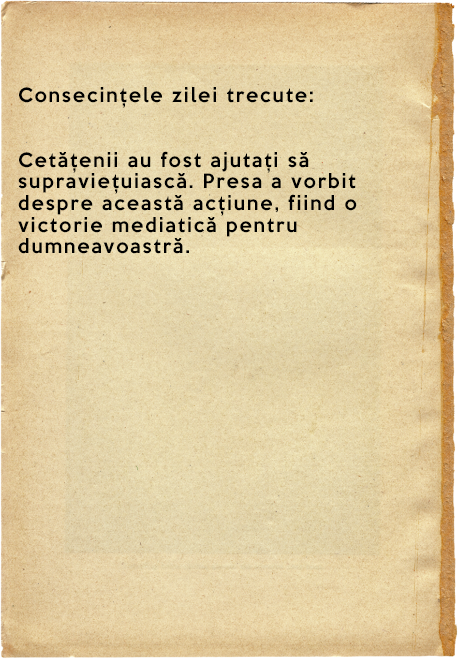 Consecințele zilei trecute:
Cetățenii au fost ajutați să
supraviețuiască. Presa a vorbit
despre această acțiune, fiind o
victorie mediatică pentru
dumneavoastră.